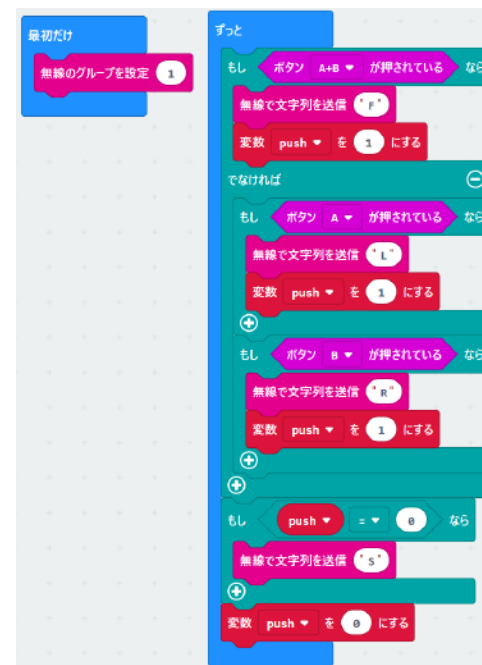 最初だけ
無線のグループを設定 1
ずっと
もし ボタン A+B ▼ が押されている なら
無線で文字列を送信 "F"
変数 push ▼ を 1 にする
でなければ
もし ボタン A ▼ が押されている なら
無線で文字列を送信 "L"
変数 push ▼ を 1 にする
もし ボタン B ▼ が押されている なら
無線で文字列を送信 "R"
変数 push ▼ を 1 にする
もし push ▼ = ▼ 0 なら
無線で文字列を送信 "S"
変数 push ▼ を 0 にする